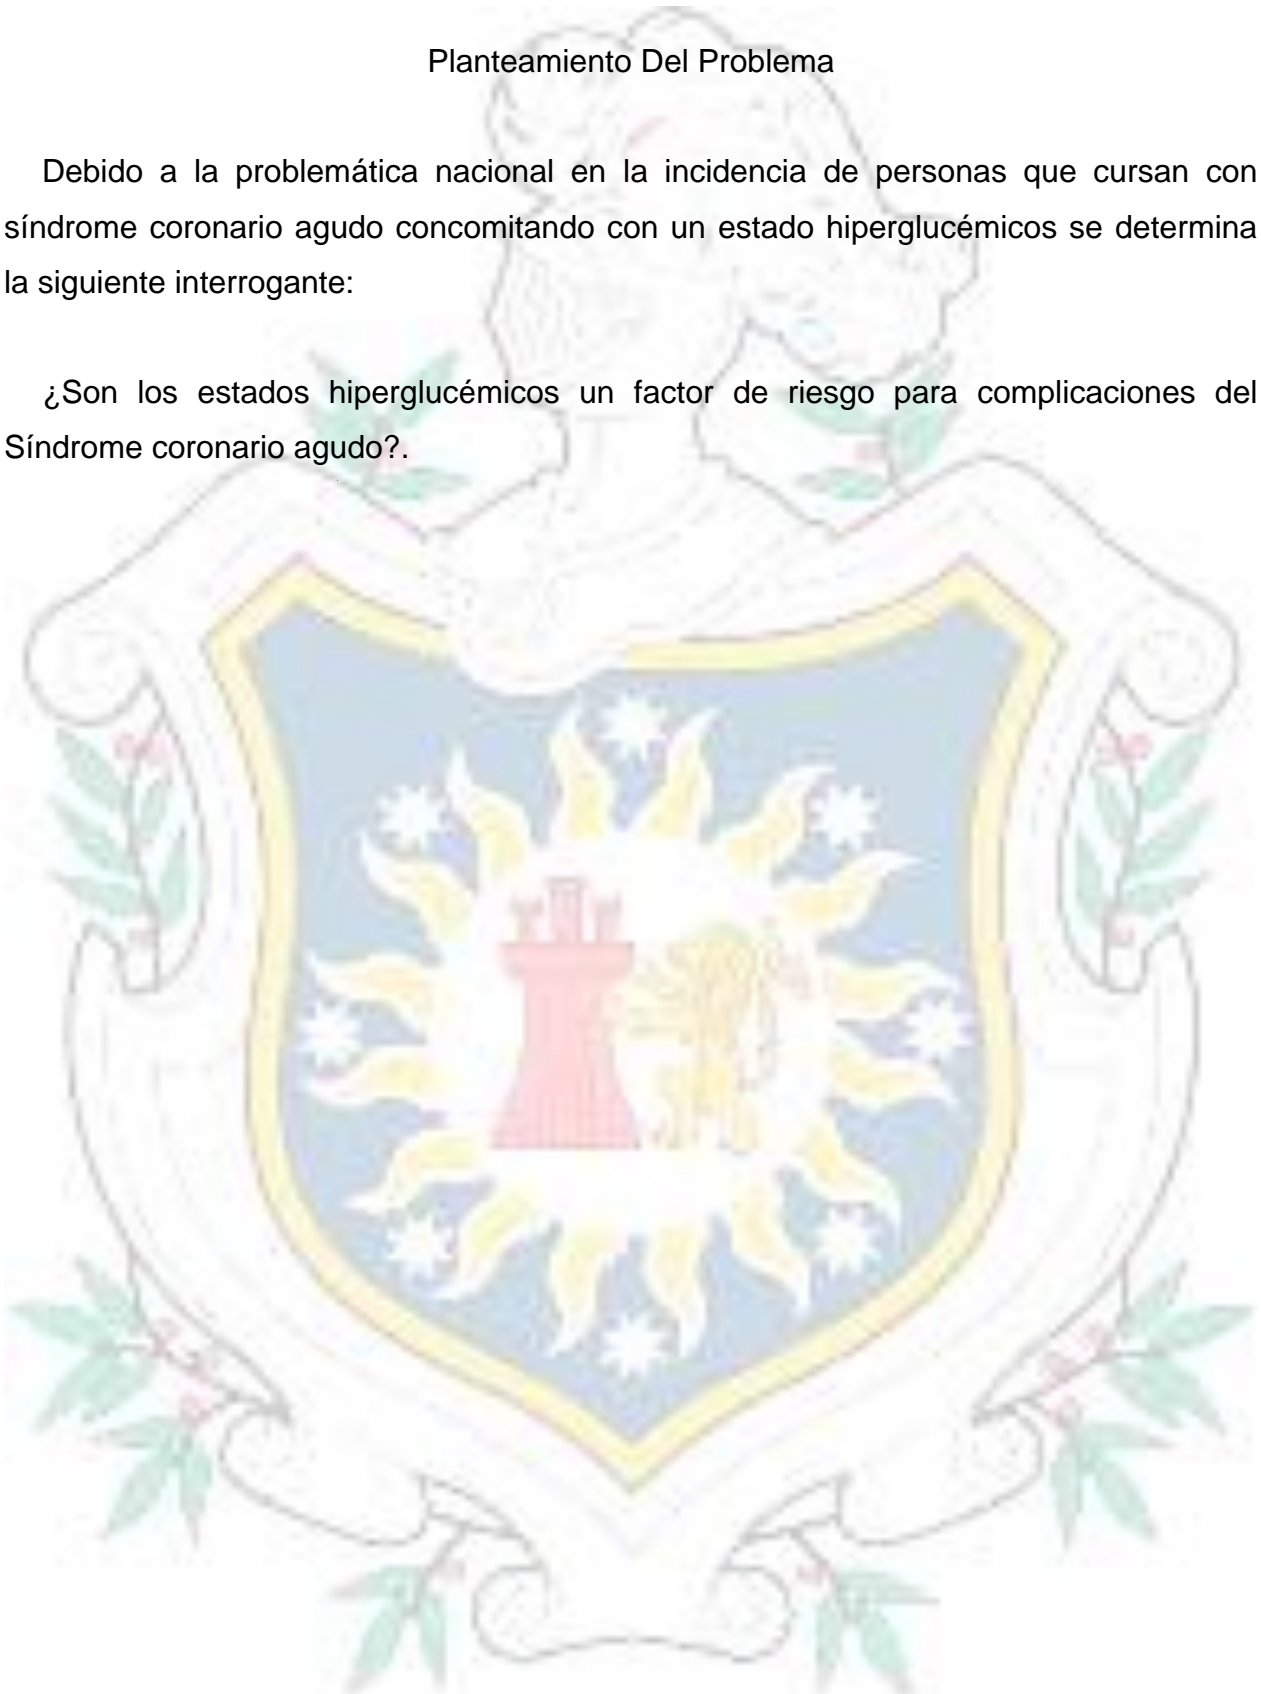 Planteamiento Del Problema
Debido a la problemática nacional en la incidencia de personas que cursan con
síndrome coronario agudo concomitando con un estado hiperglucémicos se determina
la siguiente interrogante:
¿Son los estados hiperglucémicos un factor de riesgo para complicaciones del
Síndrome coronario agudo?.